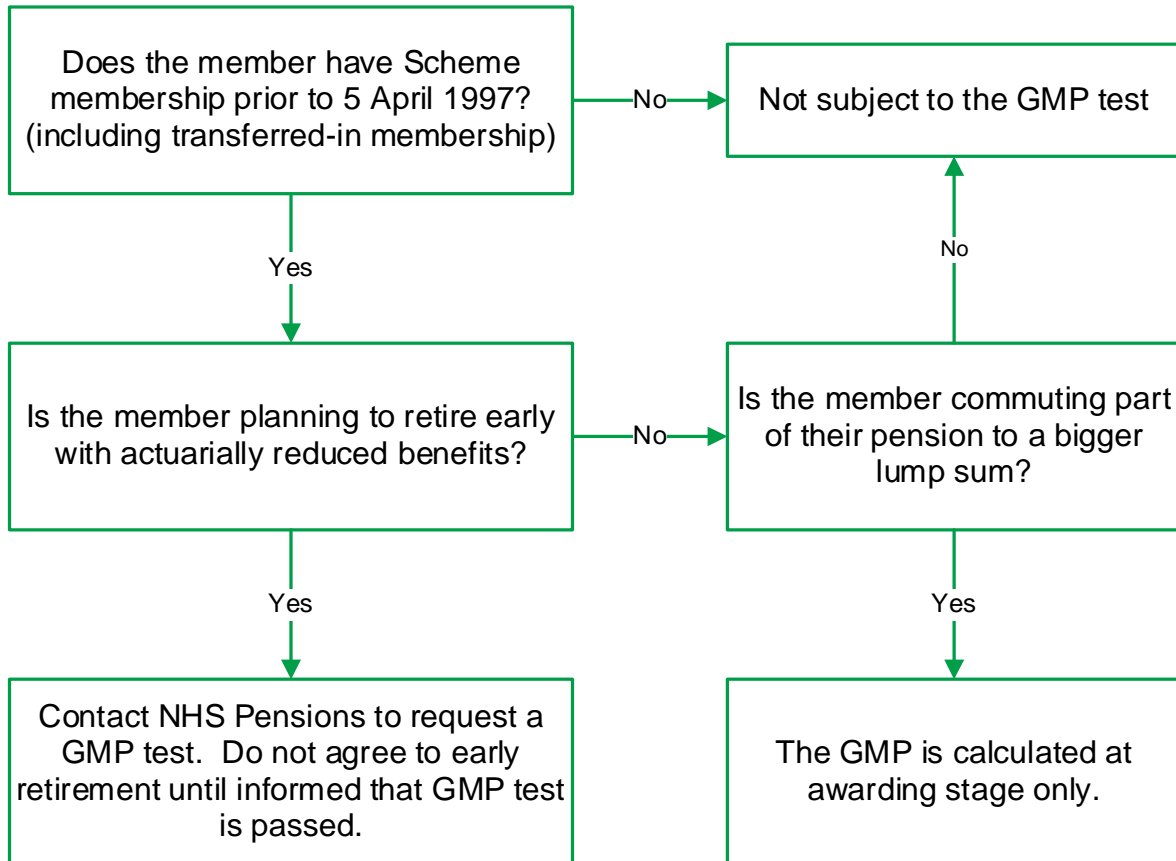 Does the member have Scheme
membership prior to 5 April 1997?
(including transferred-in membership)
No
Not subject to the GMP test
Yes
No
Is the member planning to retire early
with actuarially reduced benefits?
No
Is the member commuting part
of their pension to a bigger
lump sum?
Yes
Yes
Contact NHS Pensions to request a
GMP test. Do not agree to early
retirement until informed that GMP test
is passed.
The GMP is calculated at
awarding stage only.